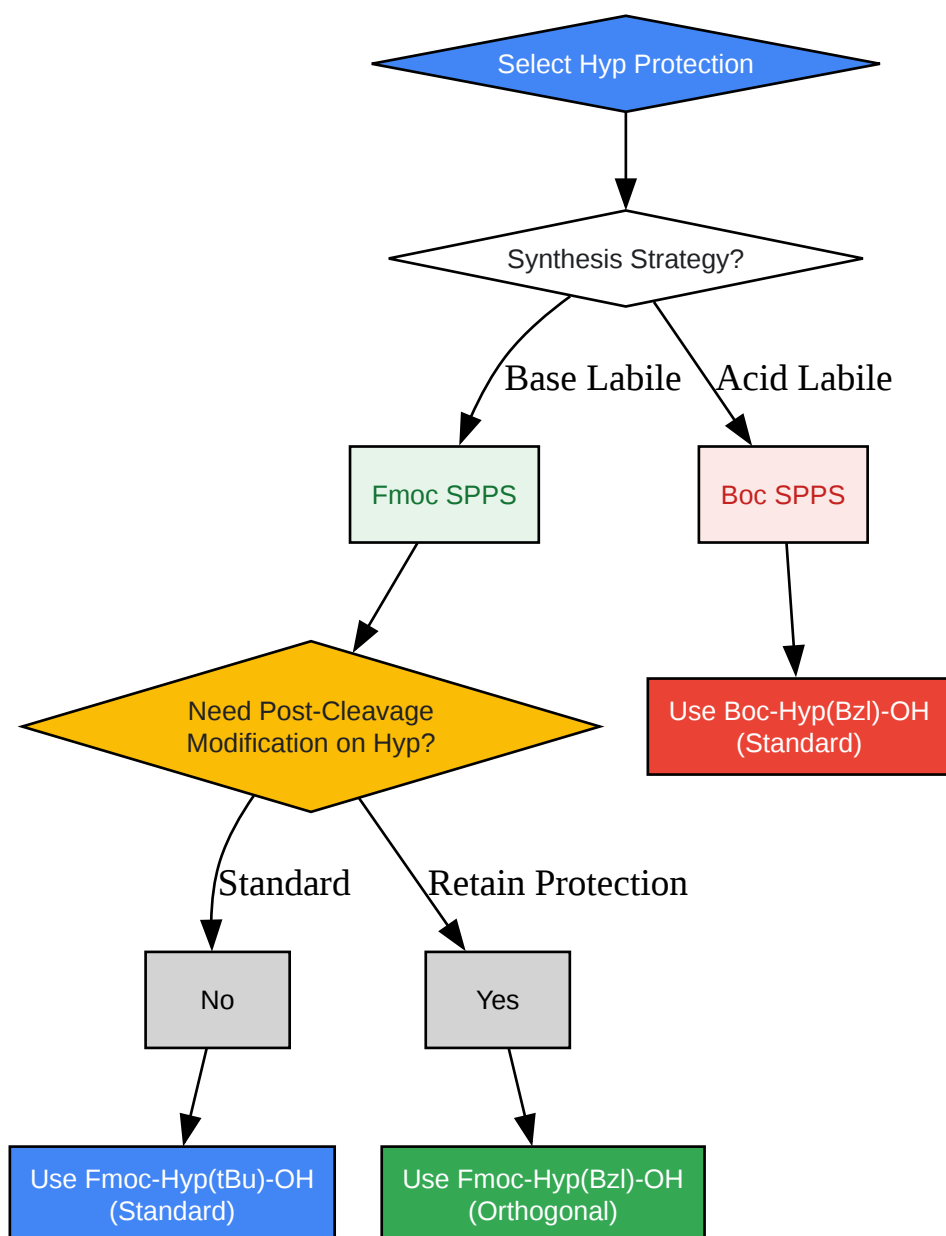 Select Hyp Protection
Synthesis Strategy?
Base Labile
Acid Labile
Fmoc SPPS
Boc SPPS
Need Post-Cleavage
Modification on Hyp?
Use Boc-Hyp(Bzl)-OH
(Standard)
Standard
Retain Protection
No
Yes
Use Fmoc-Hyp(tBu)-OH
(Standard)
Use Fmoc-Hyp(Bzl)-OH
(Orthogonal)